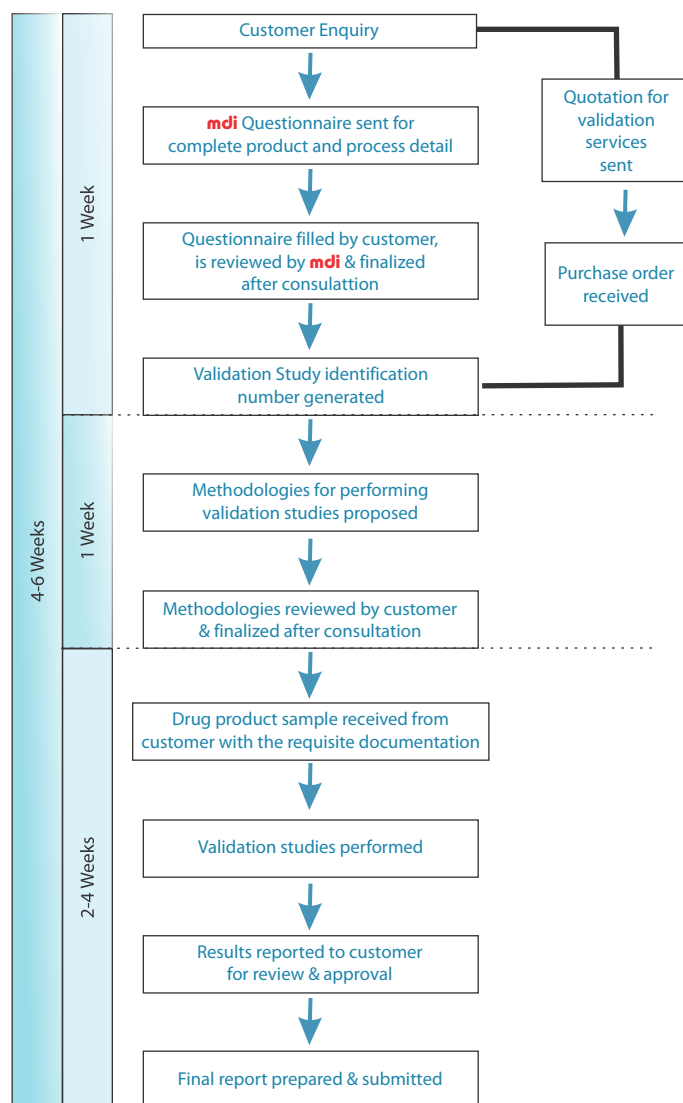 Customer Enquiry
Quotation for
validation
services
sent
mdi Questionnaire sent for
complete product and process detail
1 Week
Questionnaire filled by customer,
is reviewed by mdi & finalized
after consulattion
Purchase order
received
Validation Study identification
number generated
Methodologies for performing
validation studies proposed
1 Week
4-6 Weeks
Methodologies reviewed by customer
& finalized after consultation
Drug product sample received from
customer with the requisite documentation
Validation studies performed
2-4 Weeks
Results reported to customer
for review & approval
Final report prepared & submitted